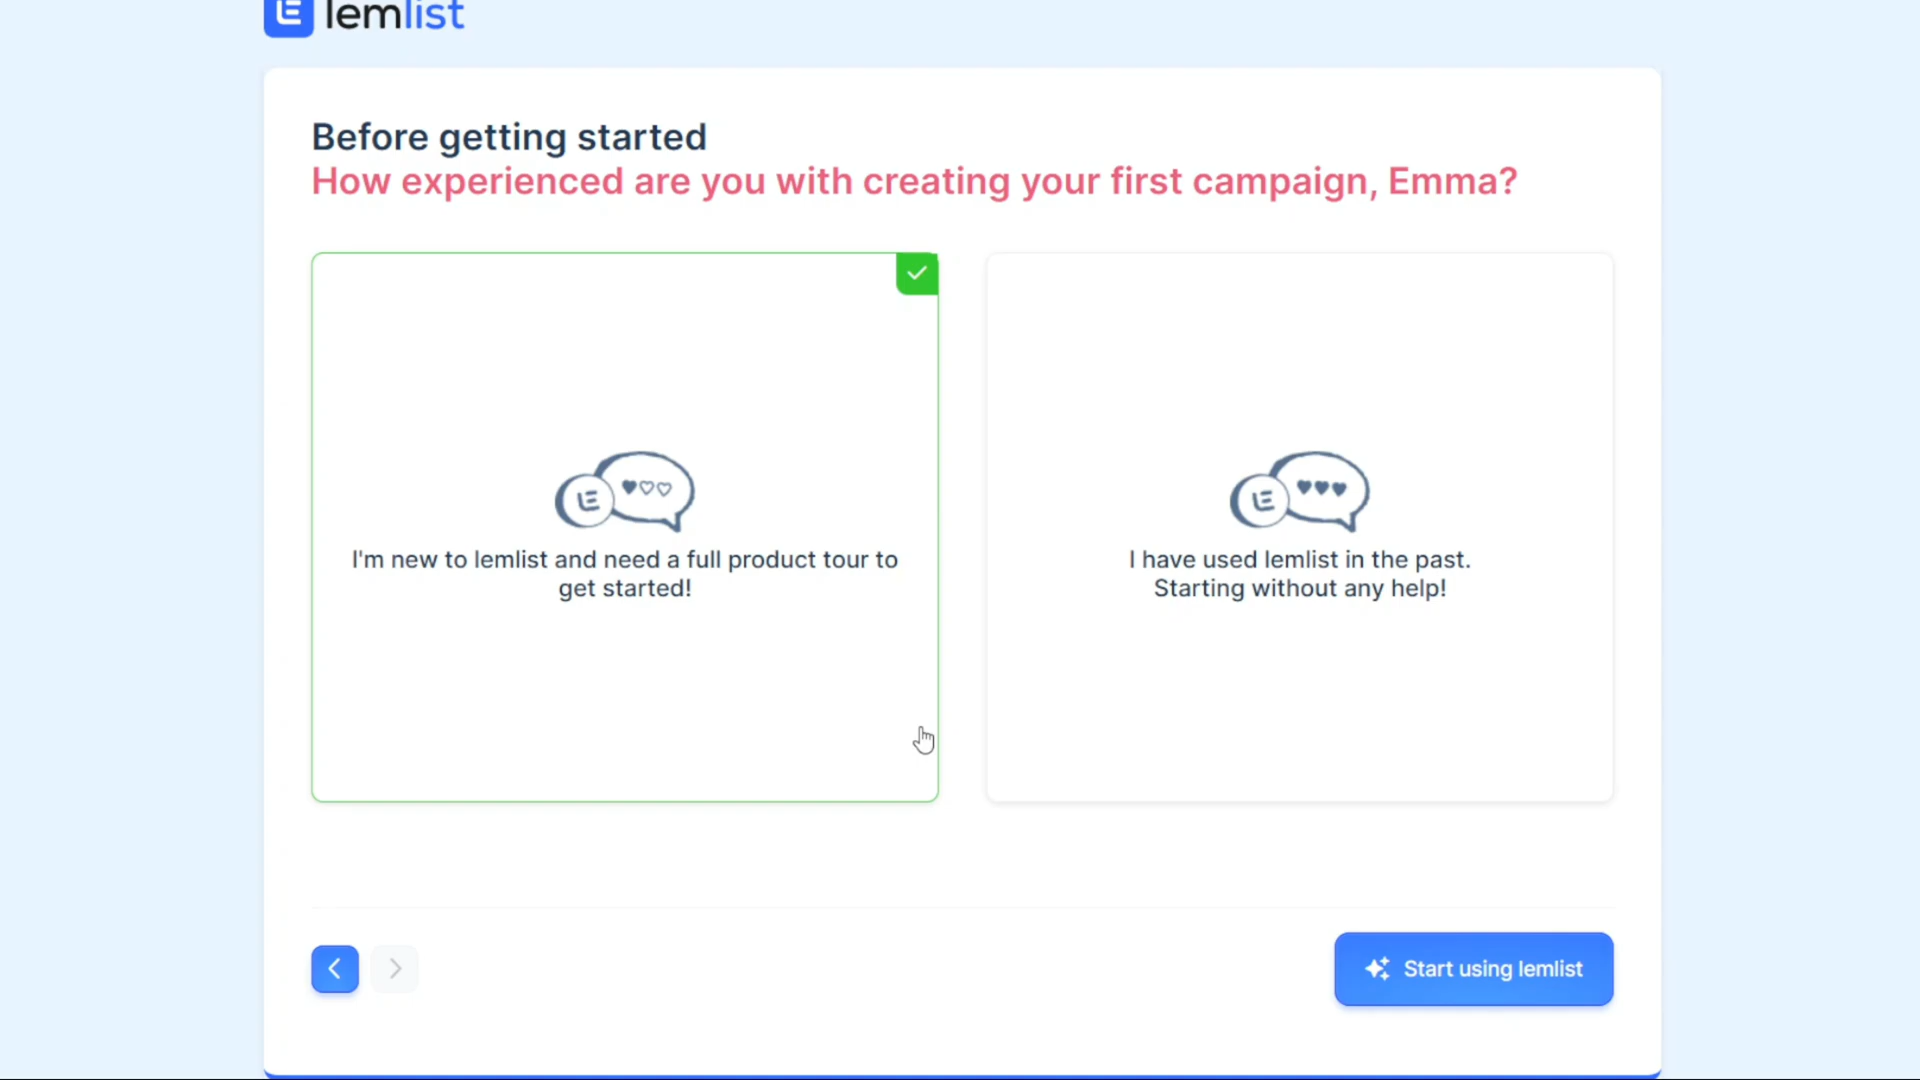 lemlist
Before getting started
How experienced are you with creating your first campaign, Emma?
I'm new to lemlist and need a full product tour to
get started!
I have used lemlist in the past.
Starting without any help!
Start using lemlist